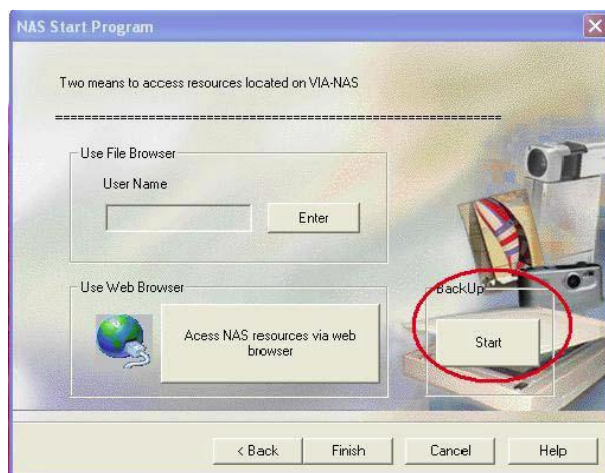 NAS Start Program
Two means to access resources located on VIA-NAS
================================================================
Use File Browser
User Name
Enter
Use Web Browser
Acess NAS resources via web
browser
BackUp
Start
< Back
Finish
Cancel
Help